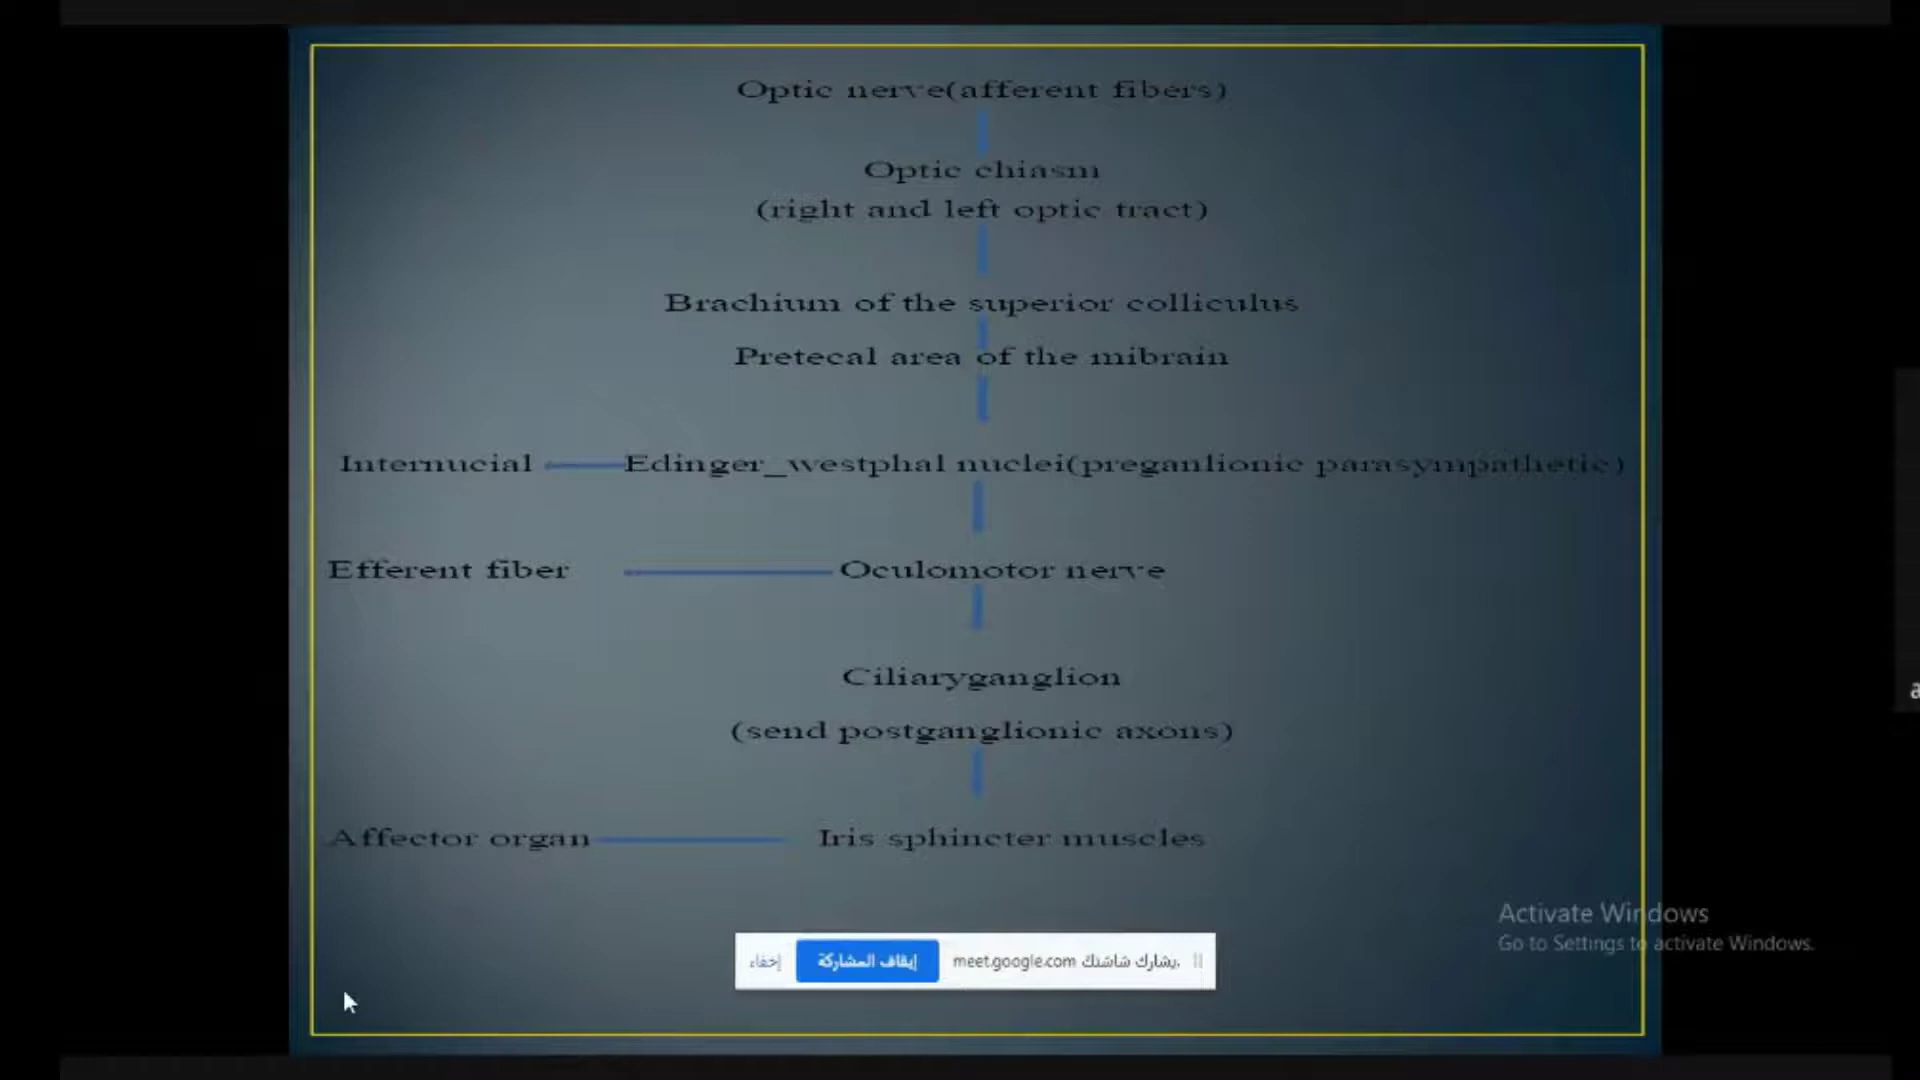 Optic nerve(afferent fibers)
Optic chiasm
(right and left optic tract)
Brachium of the superior colliculus
Pretecal area of the mibrain
Internucial Edinger_westphal nuclei(preganlionic parasympathetic)
Efferent fiber Oculomotor nerve
Ciliaryganglion
(send postganglionic axons)
Affector organ Iris sphincter muscles
a
Activate Windows
Go to Settings to activate Windows.
يشارك شاشتك meet.google.com.
إيقاف المشاركة
إخفاء